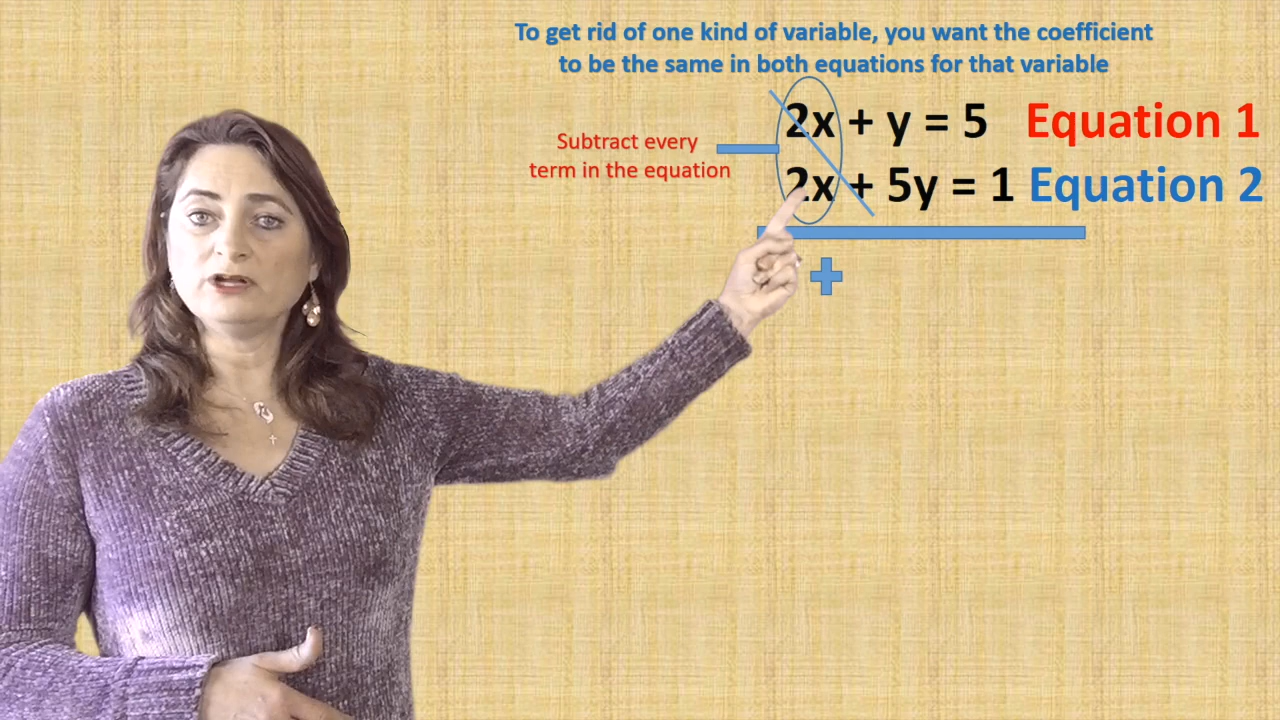 To get rid of one kind of variable, you want the coefficient
to be the same in both equations for that variable
2x + y = 5 Equation 1
Subtract every
term in the equation
2x + 5y = 1 Equation 2
+